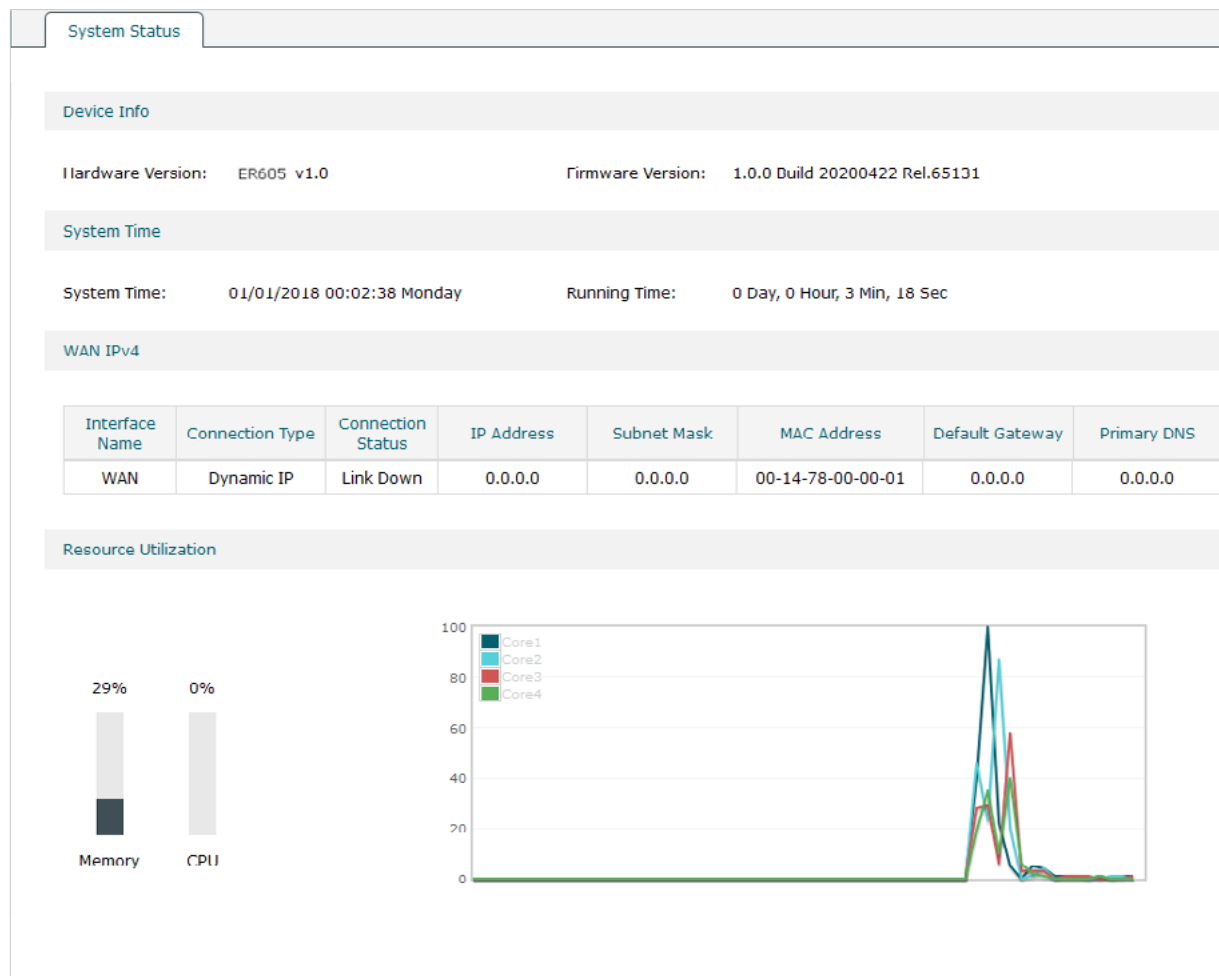 System Status
Device Info
Hardware Version: ER605 v1.0 Firmware Version: 1.0.0 Build 20200422 Rel.65131
System Time
System Time: 01/01/2018 00:02:38 Monday Running Time: 0 Day, 0 Hour, 3 Min, 18 Sec
WAN IPv4
Interface Name Connection Type Connection Status IP Address Subnet Mask MAC Address Default Gateway Primary DNS
WAN Dynamic IP Link Down 0.0.0.0 0.0.0.0 00-14-78-00-00-01 0.0.0.0 0.0.0.0
Resource Utilization
29% 0%
Memory CPU
100
80
60
40
20
0
Core1
Core2
Core3
Core4